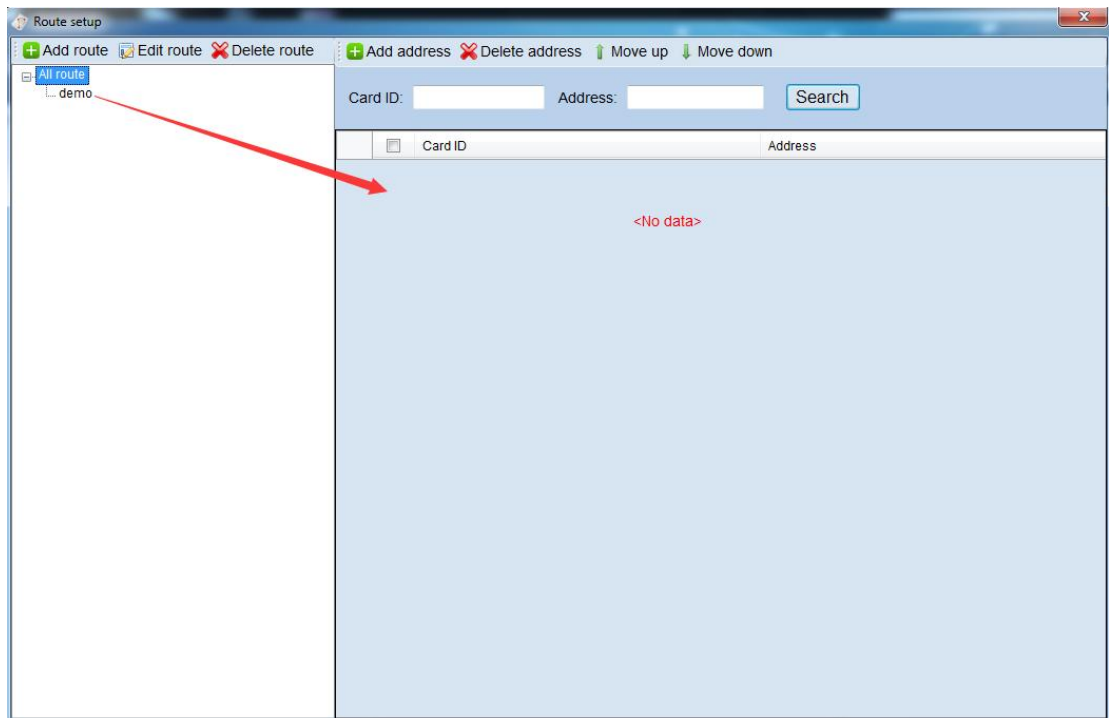 Route setup
Add route Edit route Delete route Add address Delete address Move up Move down
All route
demo
Card ID: Address: Search
Card ID Address
<No data>